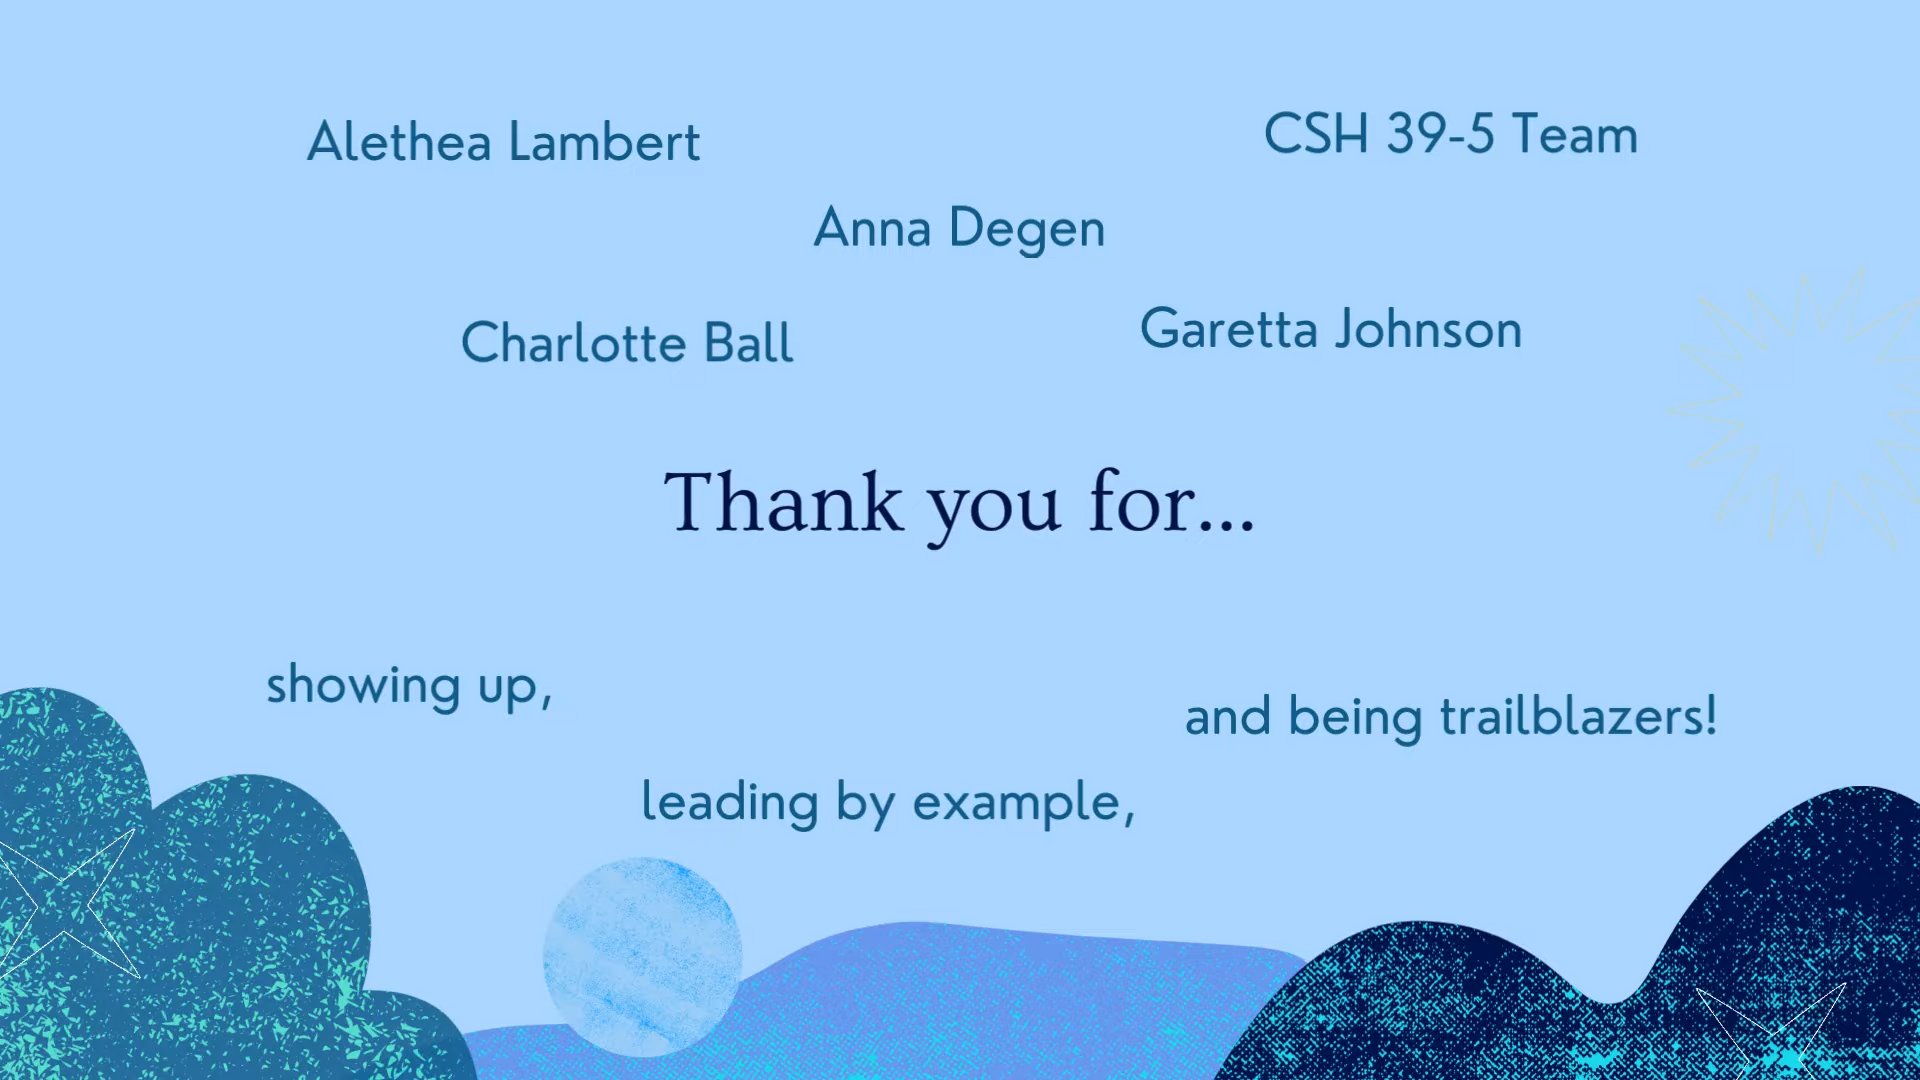 Alethea Lambert
CSH 39-5 Team
Anna Degen
Charlotte Ball
Garetta Johnson
Thank you for...
showing up,
leading by example,
and being trailblazers!